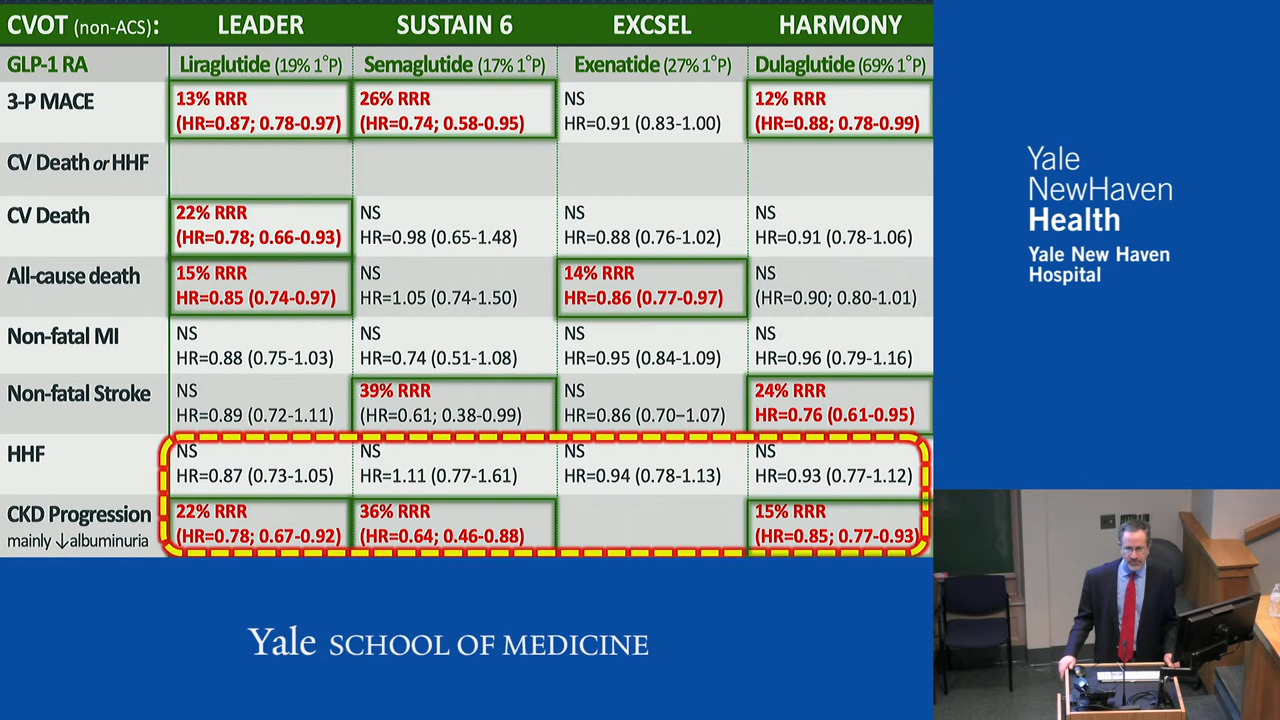 CVOT (non-ACS): LEADER SUSTAIN 6 EXCSEL HARMONY
GLP-1 RA Liraglutide (19% 1°P) Semaglutide (17% 1°P) Exenatide (27% 1°P) Dulaglutide (69% 1°P)
3-P MACE 13% RRR 26% RRR NS 12% RRR
(HR=0.87; 0.78-0.97) (HR=0.74; 0.58-0.95) HR=0.91 (0.83-1.00) (HR=0.88; 0.78-0.99)
CV Death or HHF
CV Death 22% RRR NS NS NS
(HR=0.78; 0.66-0.93) HR=0.98 (0.65-1.48) HR=0.88 (0.76-1.02) HR=0.91 (0.78-1.06)
All-cause death 15% RRR NS 14% RRR NS
HR=0.85 (0.74-0.97) HR=1.05 (0.74-1.50) HR=0.86 (0.77-0.97) (HR=0.90; 0.80-1.01)
Non-fatal MI NS NS NS NS
HR=0.88 (0.75-1.03) HR=0.74 (0.51-1.08) HR=0.95 (0.84-1.09) HR=0.96 (0.79-1.16)
Non-fatal Stroke NS 39% RRR NS 24% RRR
HR=0.89 (0.72-1.11) (HR=0.61; 0.38-0.99) HR=0.86 (0.70–1.07) HR=0.76 (0.61-0.95)
HHF NS NS NS NS
HR=0.87 (0.73-1.05) HR=1.11 (0.77-1.61) HR=0.94 (0.78-1.13) HR=0.93 (0.77-1.12)
CKD Progression 22% RRR 36% RRR 15% RRR
mainly ↓albuminuria (HR=0.78; 0.67-0.92) (HR=0.64; 0.46-0.88) (HR=0.85; 0.77-0.93)
Yale
NewHaven
Health
Yale New Haven
Hospital
Yale SCHOOL OF MEDICINE